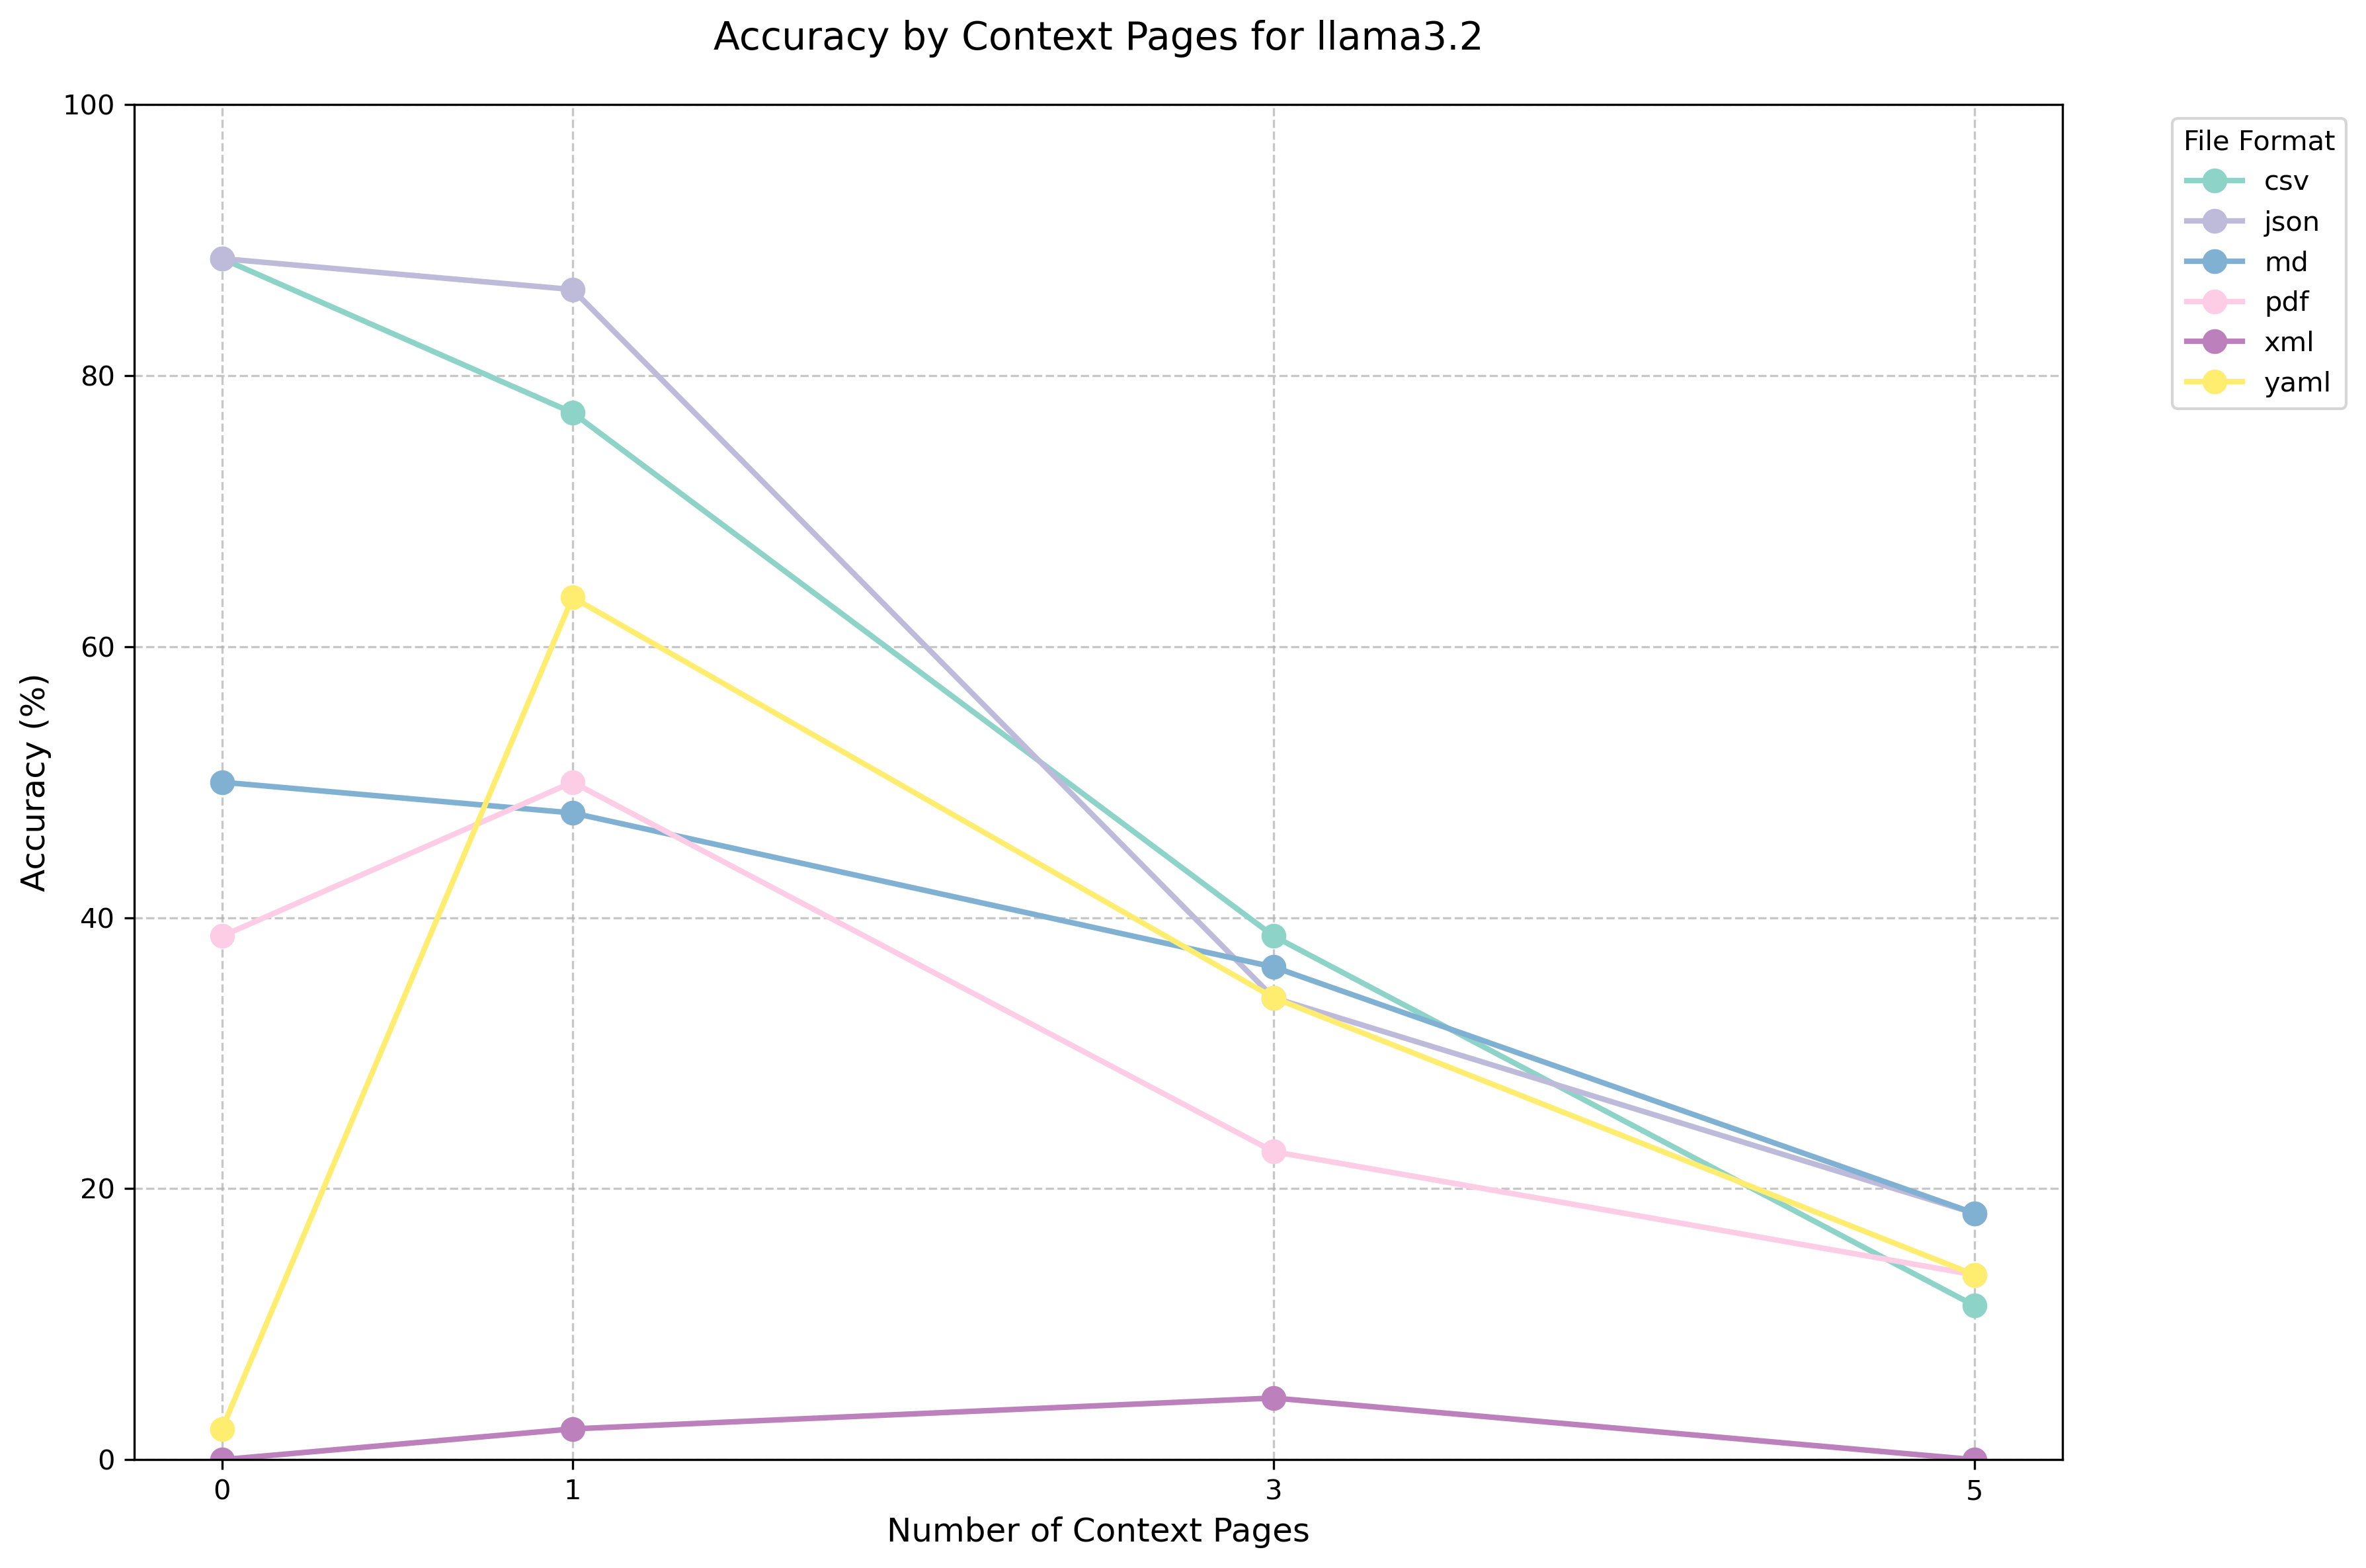 Accuracy by Context Pages for llama3.2
Accuracy (%)
100
80
60
40
20
0
0 1 3 5
Number of Context Pages
File Format
csv
json
md
pdf
xml
yaml